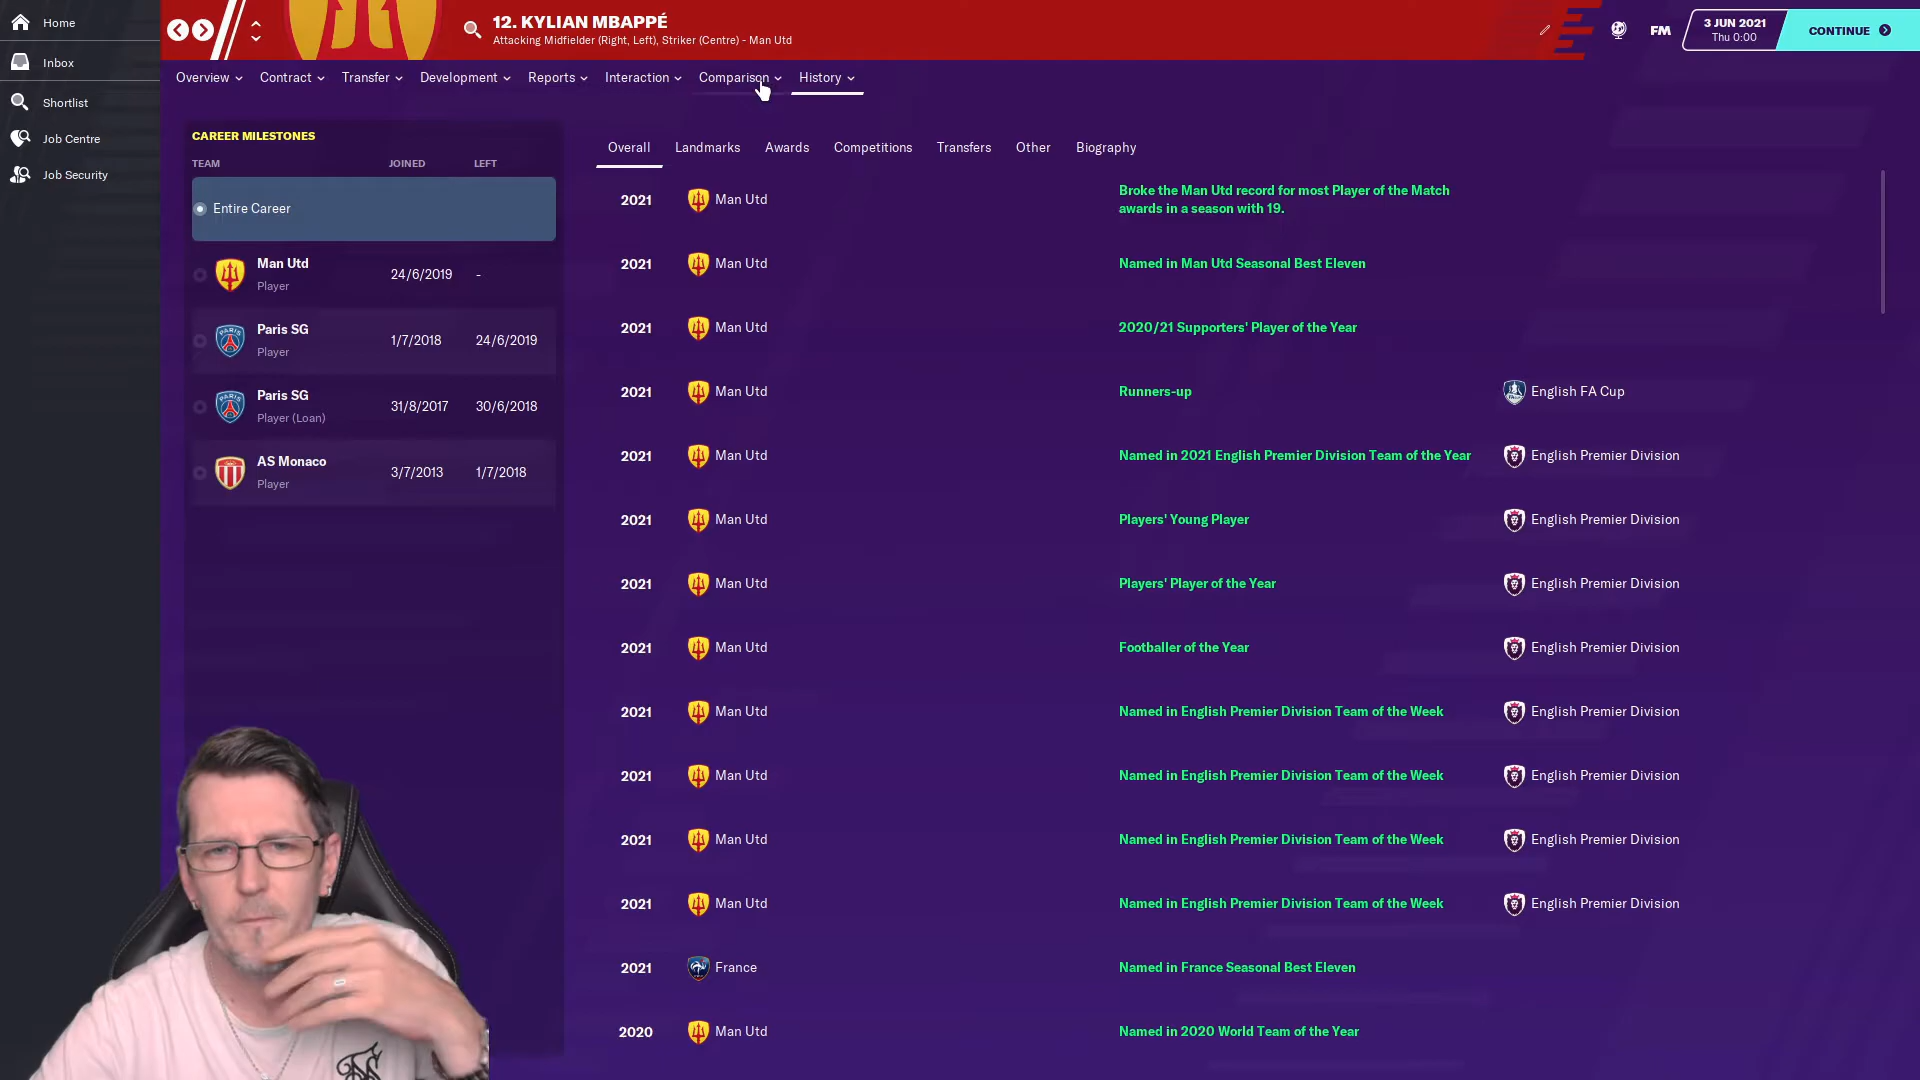 Home
Inbox
Shortlist
Job Centre
Job Security
12. KYLIAN MBAPPÉ
Attacking Midfielder (Right, Left), Striker (Centre) - Man Utd
FM
3 JUN 2021
Thu 0:00
CONTINUE
Overview Contract Transfer Development Reports Interaction Comparison History
CAREER MILESTONES
TEAM JOINED LEFT
Entire Career
Man Utd
Player
24/6/2019 -
Paris SG
Player
1/7/2018 24/6/2019
Paris SG
Player (Loan)
31/8/2017 30/6/2018
AS Monaco
Player
3/7/2013 1/7/2018
Overall Landmarks Awards Competitions Transfers Other Biography
2021 Man Utd Broke the Man Utd record for most Player of the Match
awards in a season with 19.
2021 Man Utd Named in Man Utd Seasonal Best Eleven
2021 Man Utd 2020/21 Supporters' Player of the Year
2021 Man Utd Runners-up English FA Cup
2021 Man Utd Named in 2021 English Premier Division Team of the Year English Premier Division
2021 Man Utd Players' Young Player English Premier Division
2021 Man Utd Players' Player of the Year English Premier Division
2021 Man Utd Footballer of the Year English Premier Division
2021 Man Utd Named in English Premier Division Team of the Week English Premier Division
2021 Man Utd Named in English Premier Division Team of the Week English Premier Division
2021 Man Utd Named in English Premier Division Team of the Week English Premier Division
2021 Man Utd Named in English Premier Division Team of the Week English Premier Division
2021 France Named in France Seasonal Best Eleven
2020 Man Utd Named in 2020 World Team of the Year